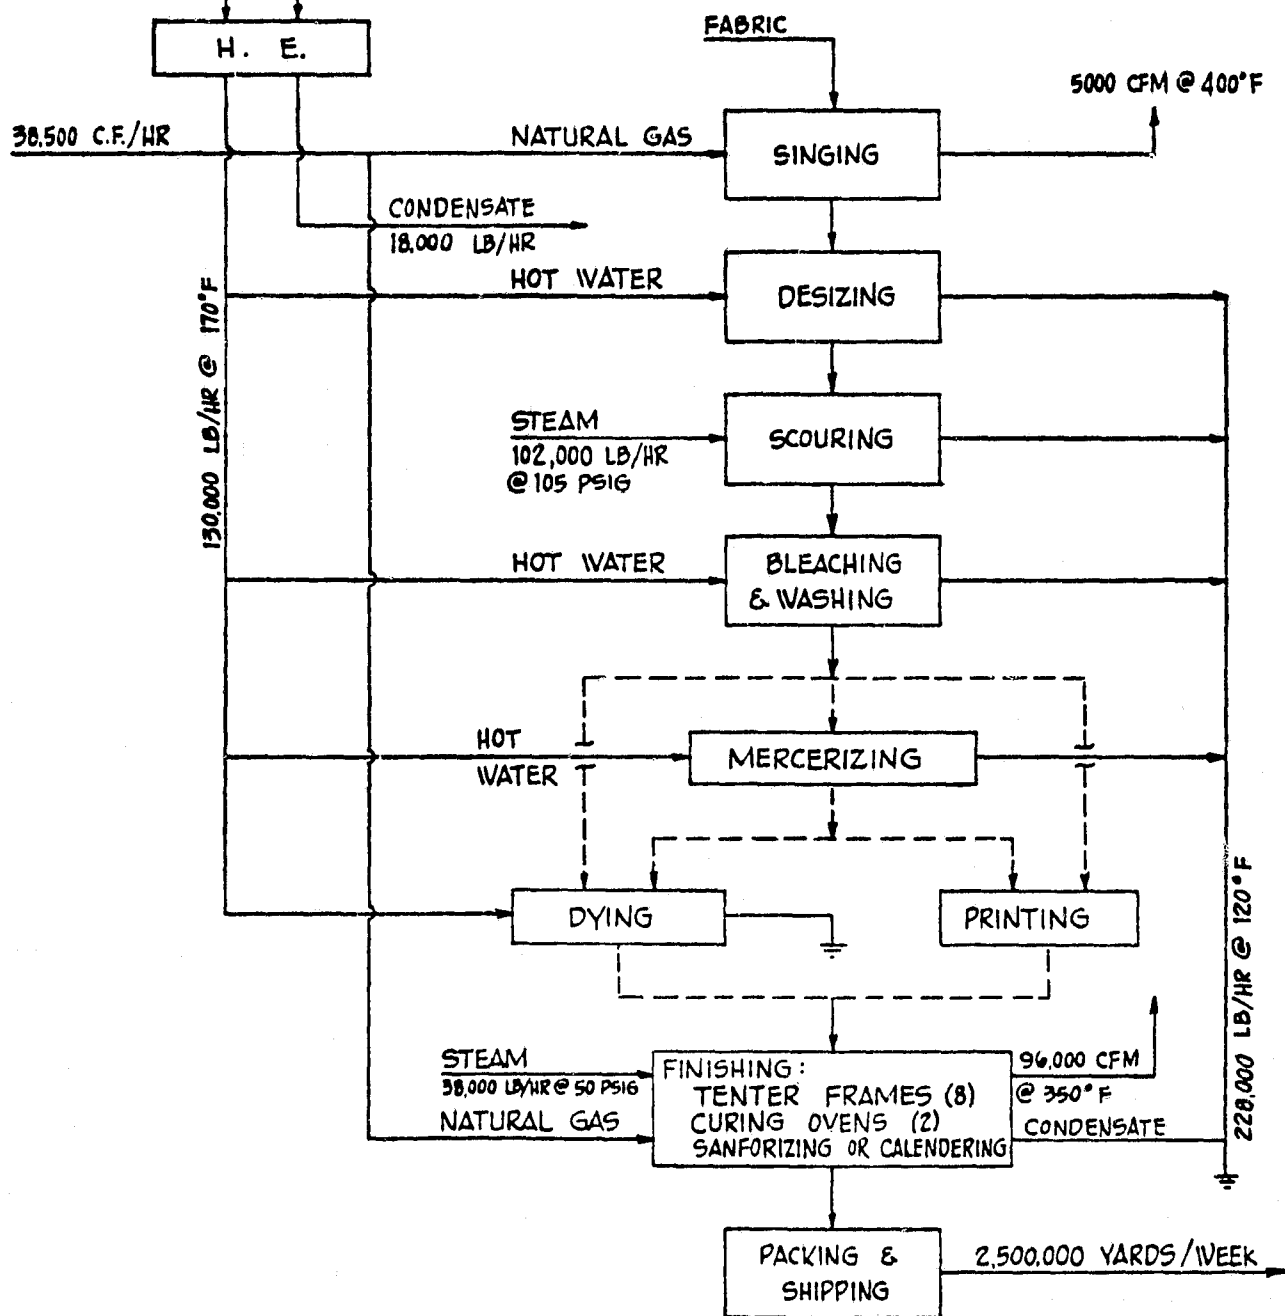 H. E.
FABRIC
5000 CFM @ 400°F
38,500 C.F./HR
NATURAL GAS
SINGING
CONDENSATE
18,000 LB/HR
HOT WATER
DESIZING
130,000 LB/HR @ 170°F
STEAM
102,000 LB/HR
@ 105 PSIG
SCOURING
HOT WATER
BLEACHING
& WASHING
HOT
WATER
MERCERIZING
DYING
PRINTING
228,000 LB/HR @ 120°F
STEAM
38,000 LB/HR @ 50 PSIG
NATURAL GAS
FINISHING:
TENTER FRAMES (8)
CURING OVENS (2)
SANFORIZING OR CALENDERING
96,000 CFM
@ 350°F
CONDENSATE
PACKING &
SHIPPING
2,500,000 YARDS/WEEK